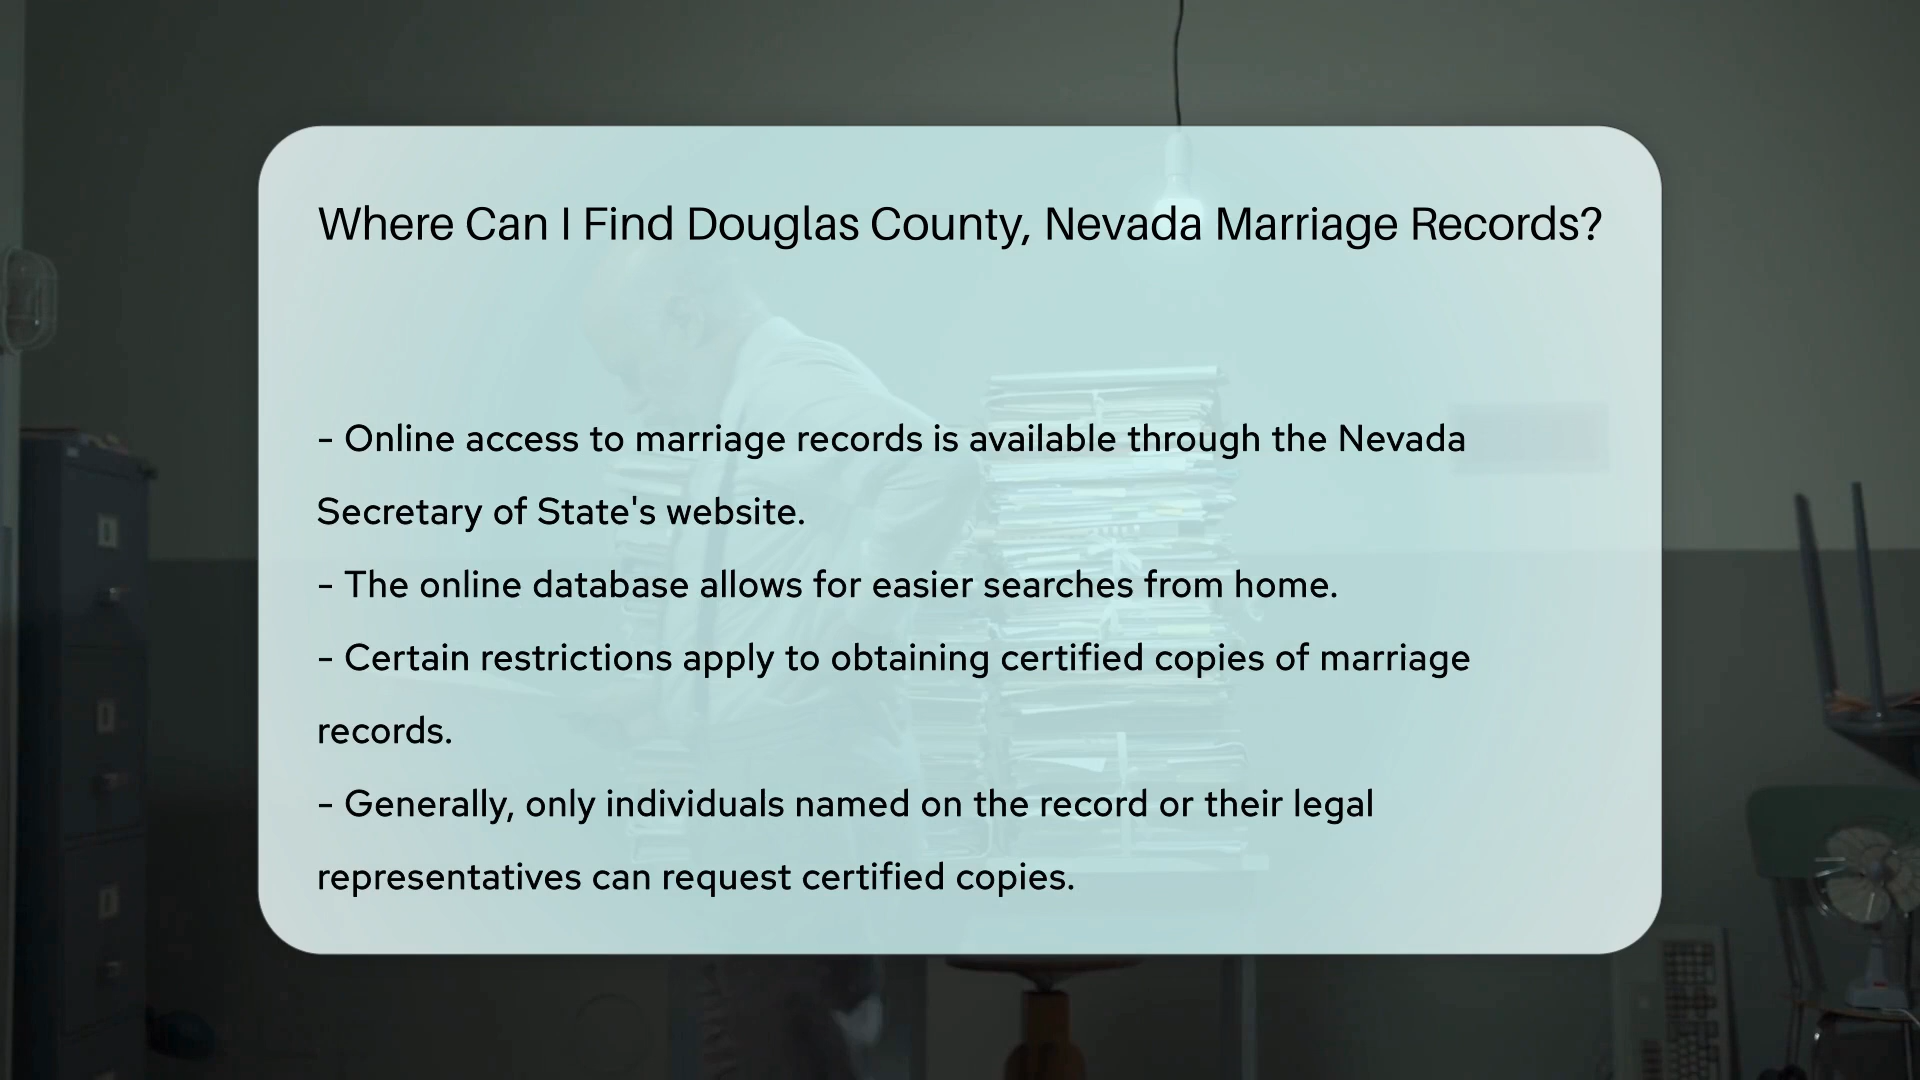 Where Can I Find Douglas County, Nevada Marriage Records?
- Online access to marriage records is available through the Nevada
Secretary of State's website.
- The online database allows for easier searches from home.
- Certain restrictions apply to obtaining certified copies of marriage
records.
- Generally, only individuals named on the record or their legal
representatives can request certified copies.